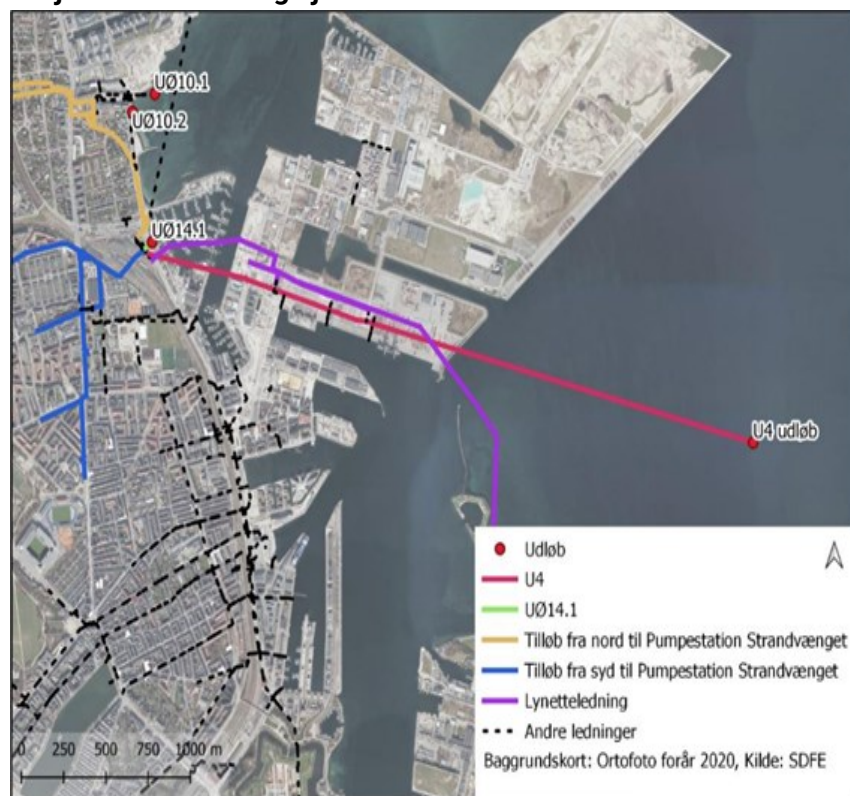 UØ10.1
UØ10.2
UØ14.1
U4 udløb
Udløb
U4
UØ14.1
Tilløb fra nord til Pumpestation Strandvænget
Tilløb fra syd til Pumpestation Strandvænget
Lynetteledning
Andre ledninger
Baggrundskort: Ortofoto forår 2020, Kilde: SDFE
0 250 500 750 1000 m